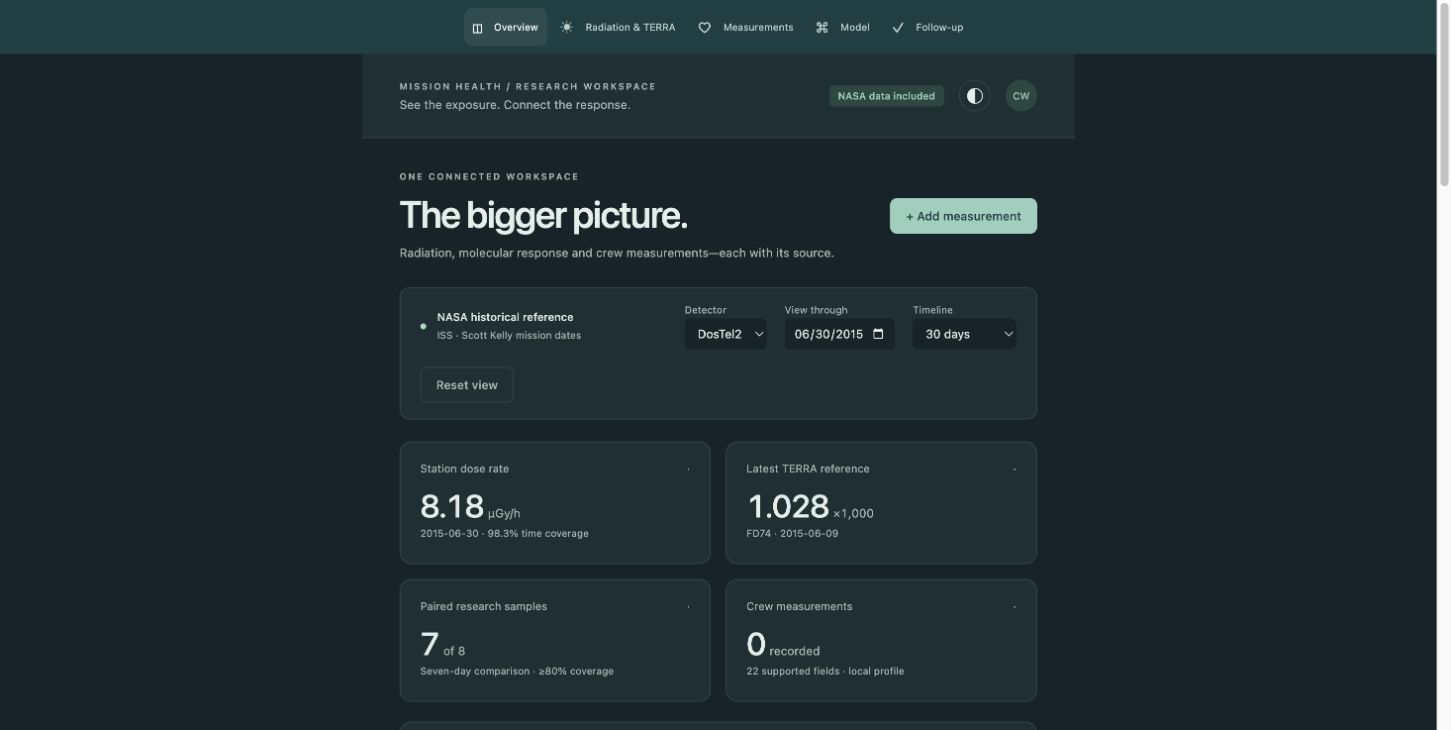 Overview
Radiation & TERRA
Measurements
Model
Follow-up
MISSION HEALTH / RESEARCH WORKSPACE
See the exposure. Connect the response.
NASA data included
CW
ONE CONNECTED WORKSPACE
The bigger picture.
+ Add measurement
Radiation, molecular response and crew measurements—each with its source.
NASA historical reference
ISS · Scott Kelly mission dates
Detector
DosTel2
View through
06/30/2015
Timeline
30 days
Reset view
Station dose rate
8.18 µGy/h
2015-06-30 · 98.3% time coverage
Latest TERRA reference
1.028 ×1,000
FD74 · 2015-06-09
Paired research samples
7 of 8
Seven-day comparison · ≥80% coverage
Crew measurements
0 recorded
22 supported fields · local profile